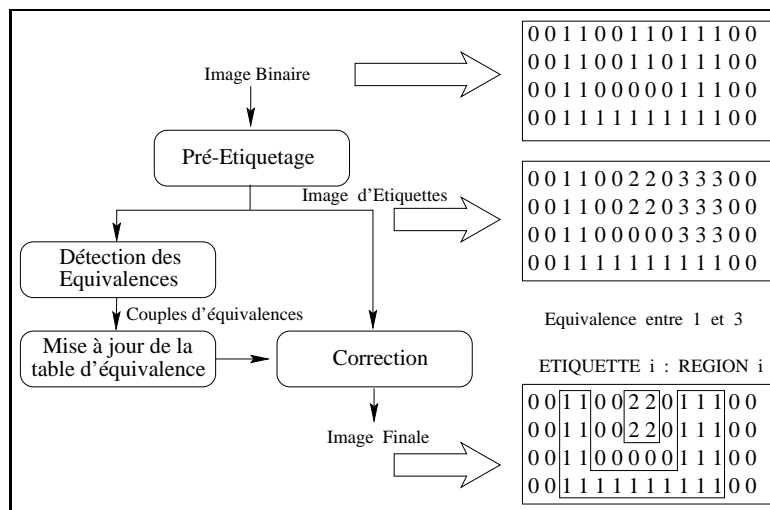 Image Binaire
0 0 1 1 0 0 1 1 0 1 1 1 0 0
0 0 1 1 0 0 1 1 0 1 1 1 0 0
0 0 1 1 0 0 0 0 0 1 1 1 0 0
0 0 1 1 1 1 1 1 1 1 1 1 0 0
Pré-Etiquetage
Image d'Etiquettes
0 0 1 1 0 0 2 2 0 3 3 3 0 0
0 0 1 1 0 0 2 2 0 3 3 3 0 0
0 0 1 1 0 0 0 0 0 3 3 3 0 0
0 0 1 1 1 1 1 1 1 1 1 1 0 0
Détection des
Equivalences
Couples d'équivalences
Equivalence entre 1 et 3
Mise à jour de la
table d'équivalence
Correction
ETIQUETTE i : REGION i
Image Finale
0 0 1 1 0 0 2 2 0 1 1 1 0 0
0 0 1 1 0 0 2 2 0 1 1 1 0 0
0 0 1 1 0 0 0 0 0 1 1 1 0 0
0 0 1 1 1 1 1 1 1 1 1 1 0 0